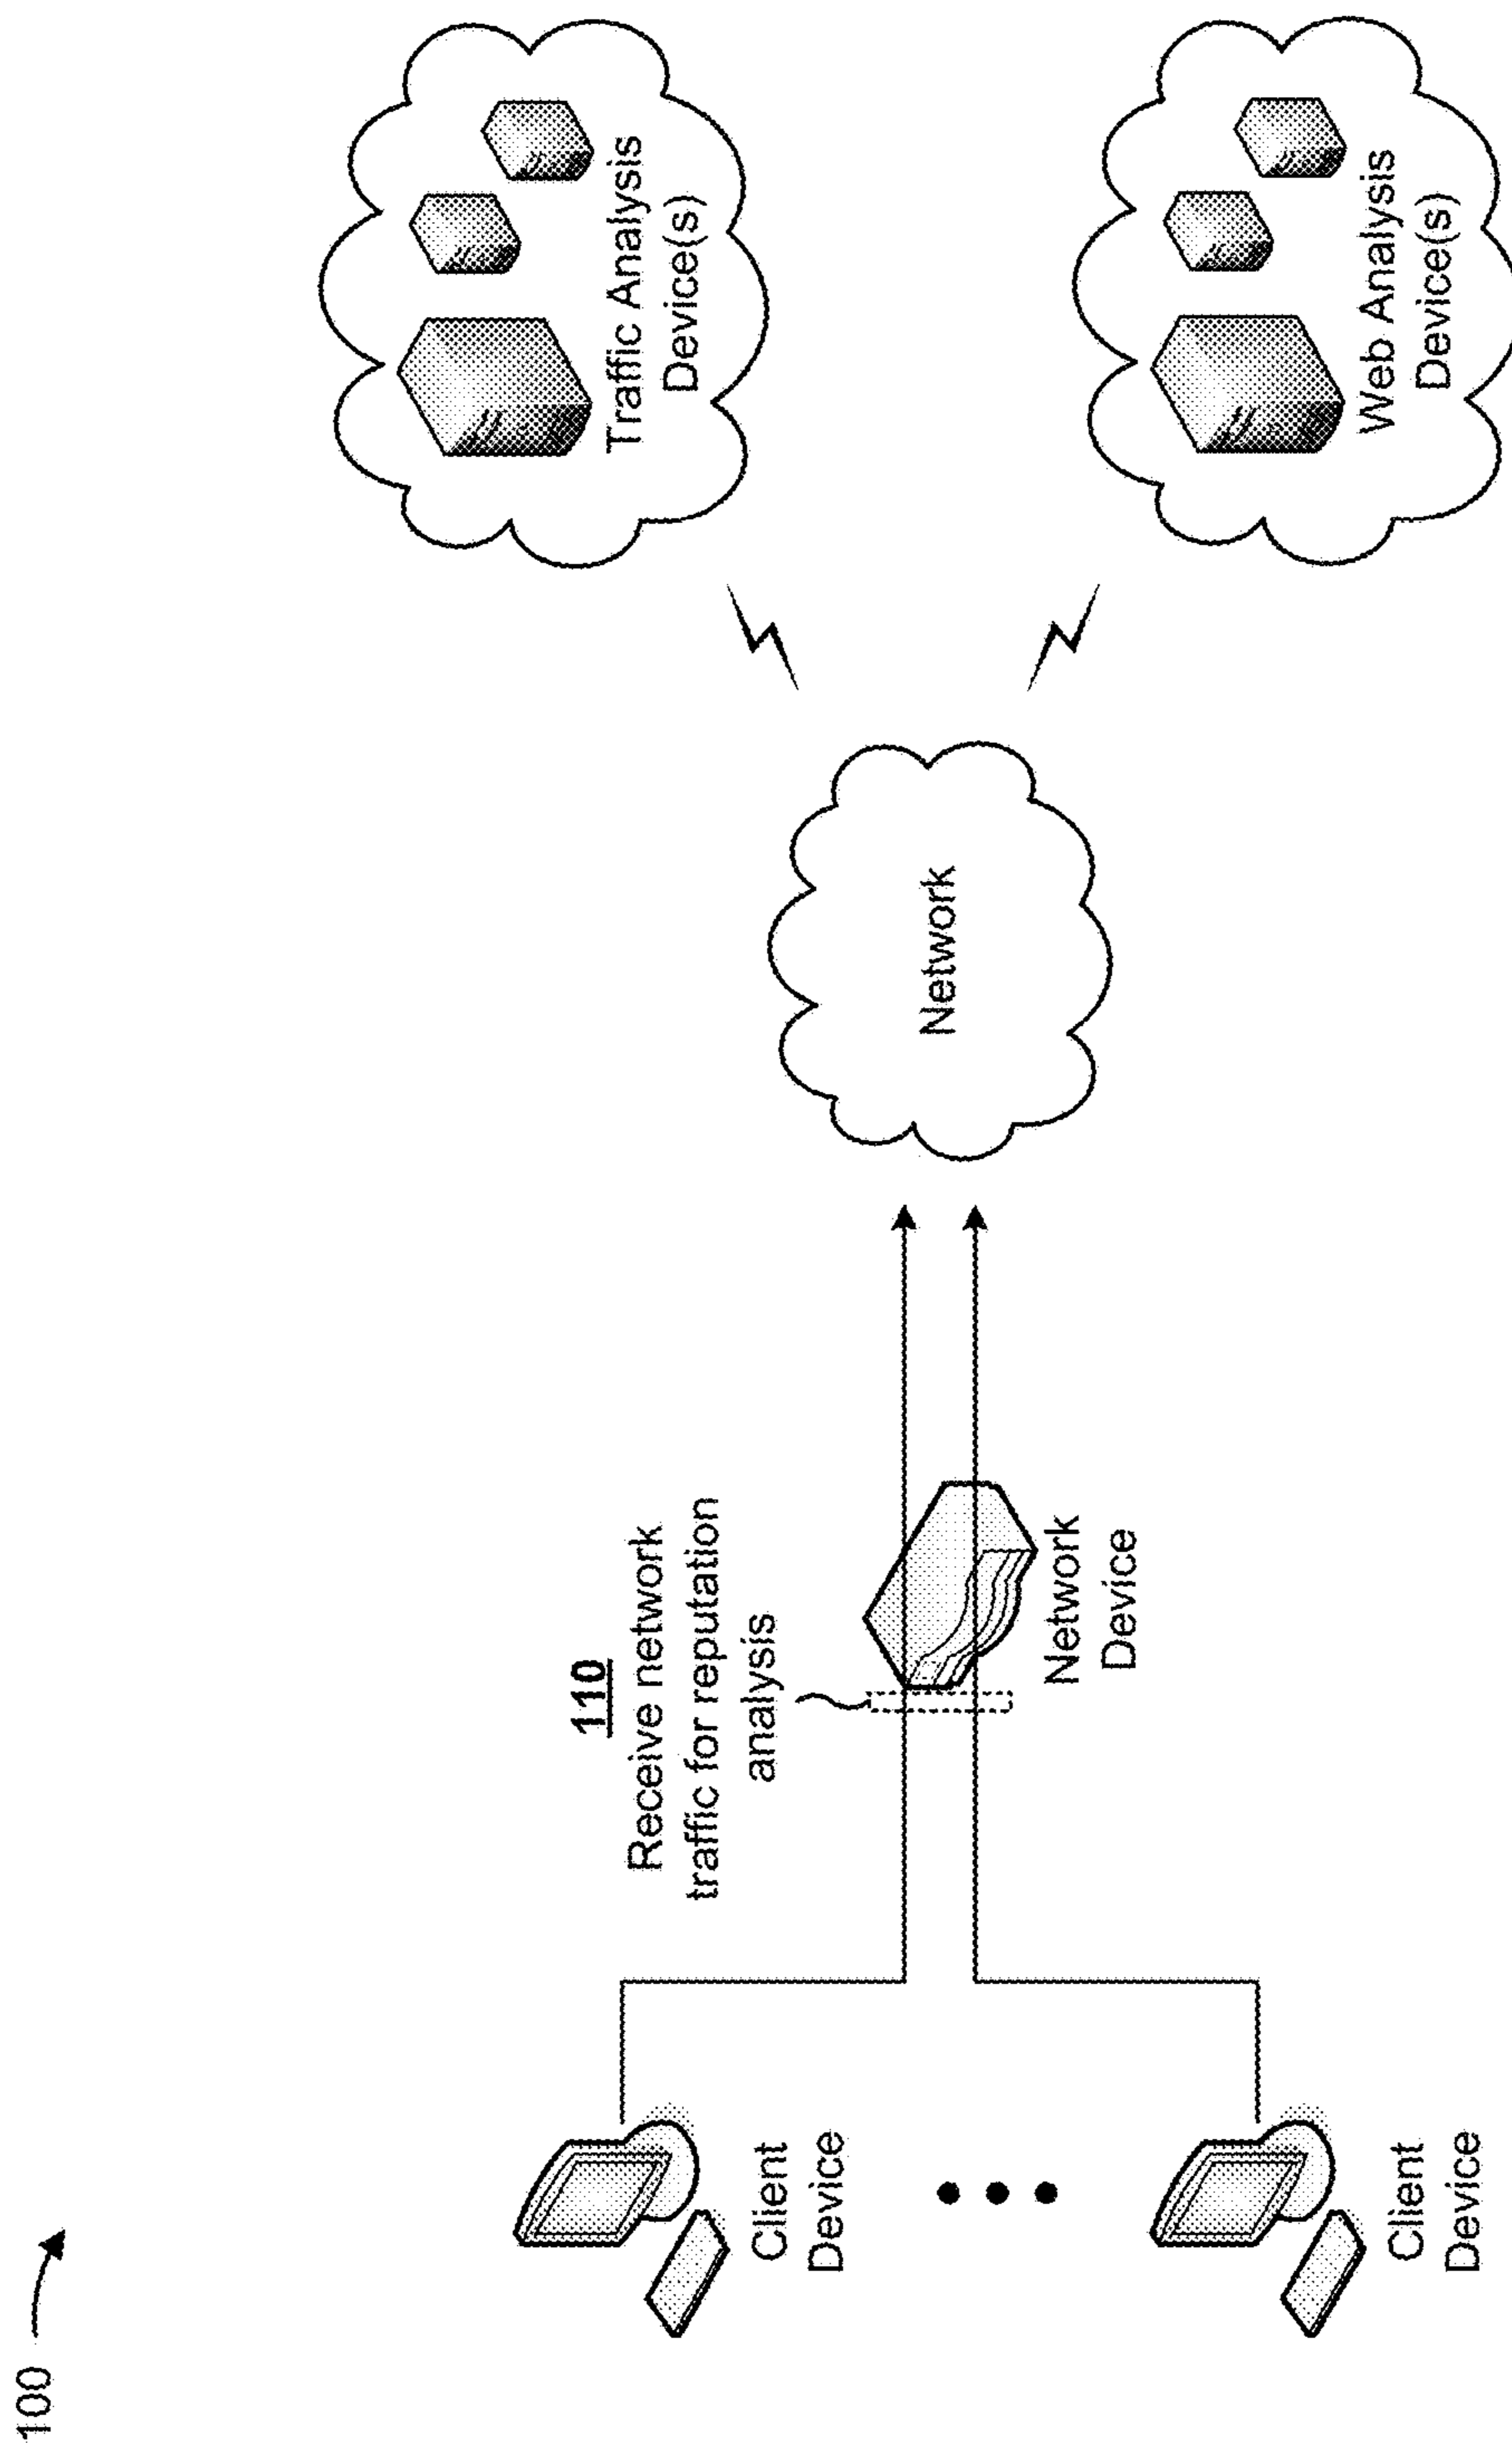 100
Client
Device
Client
Device
110
Receive network
traffic for reputation
analysis
Network
Device
Network
Traffic Analysis
Device(s)
Web Analysis
Device(s)